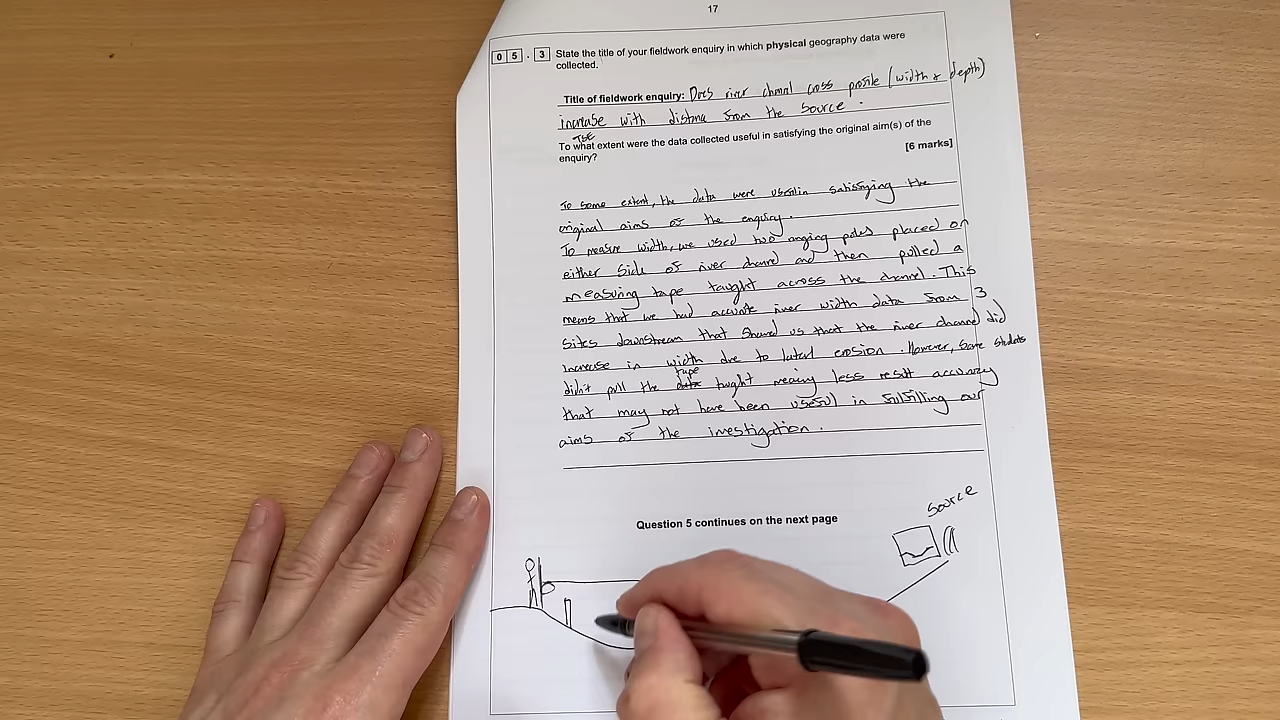 17
0 5 . 3 State the title of your fieldwork enquiry in which physical geography data were
collected.
Title of fieldwork enquiry: Does river channel cross profile (width & depth)
increase with distance from the source.
To what extent were the data collected useful in satisfying the original aim(s) of the
enquiry?
[6 marks]
To some extent, the data were useful in satisfying the
original aims of the enquiry.
To measure width, we used two ranging poles placed on
either side of river channel and then pulled a
measuring tape taught across the channel. This
means that we had accurate river width data from 3
sites downstream that showed us that the river channel did
increase in width due to lateral erosion. However, some students
didn't pull the tape taught meaning less result accuracy
that may not have been useful in fulfilling our
aims of the investigation.
Question 5 continues on the next page
source